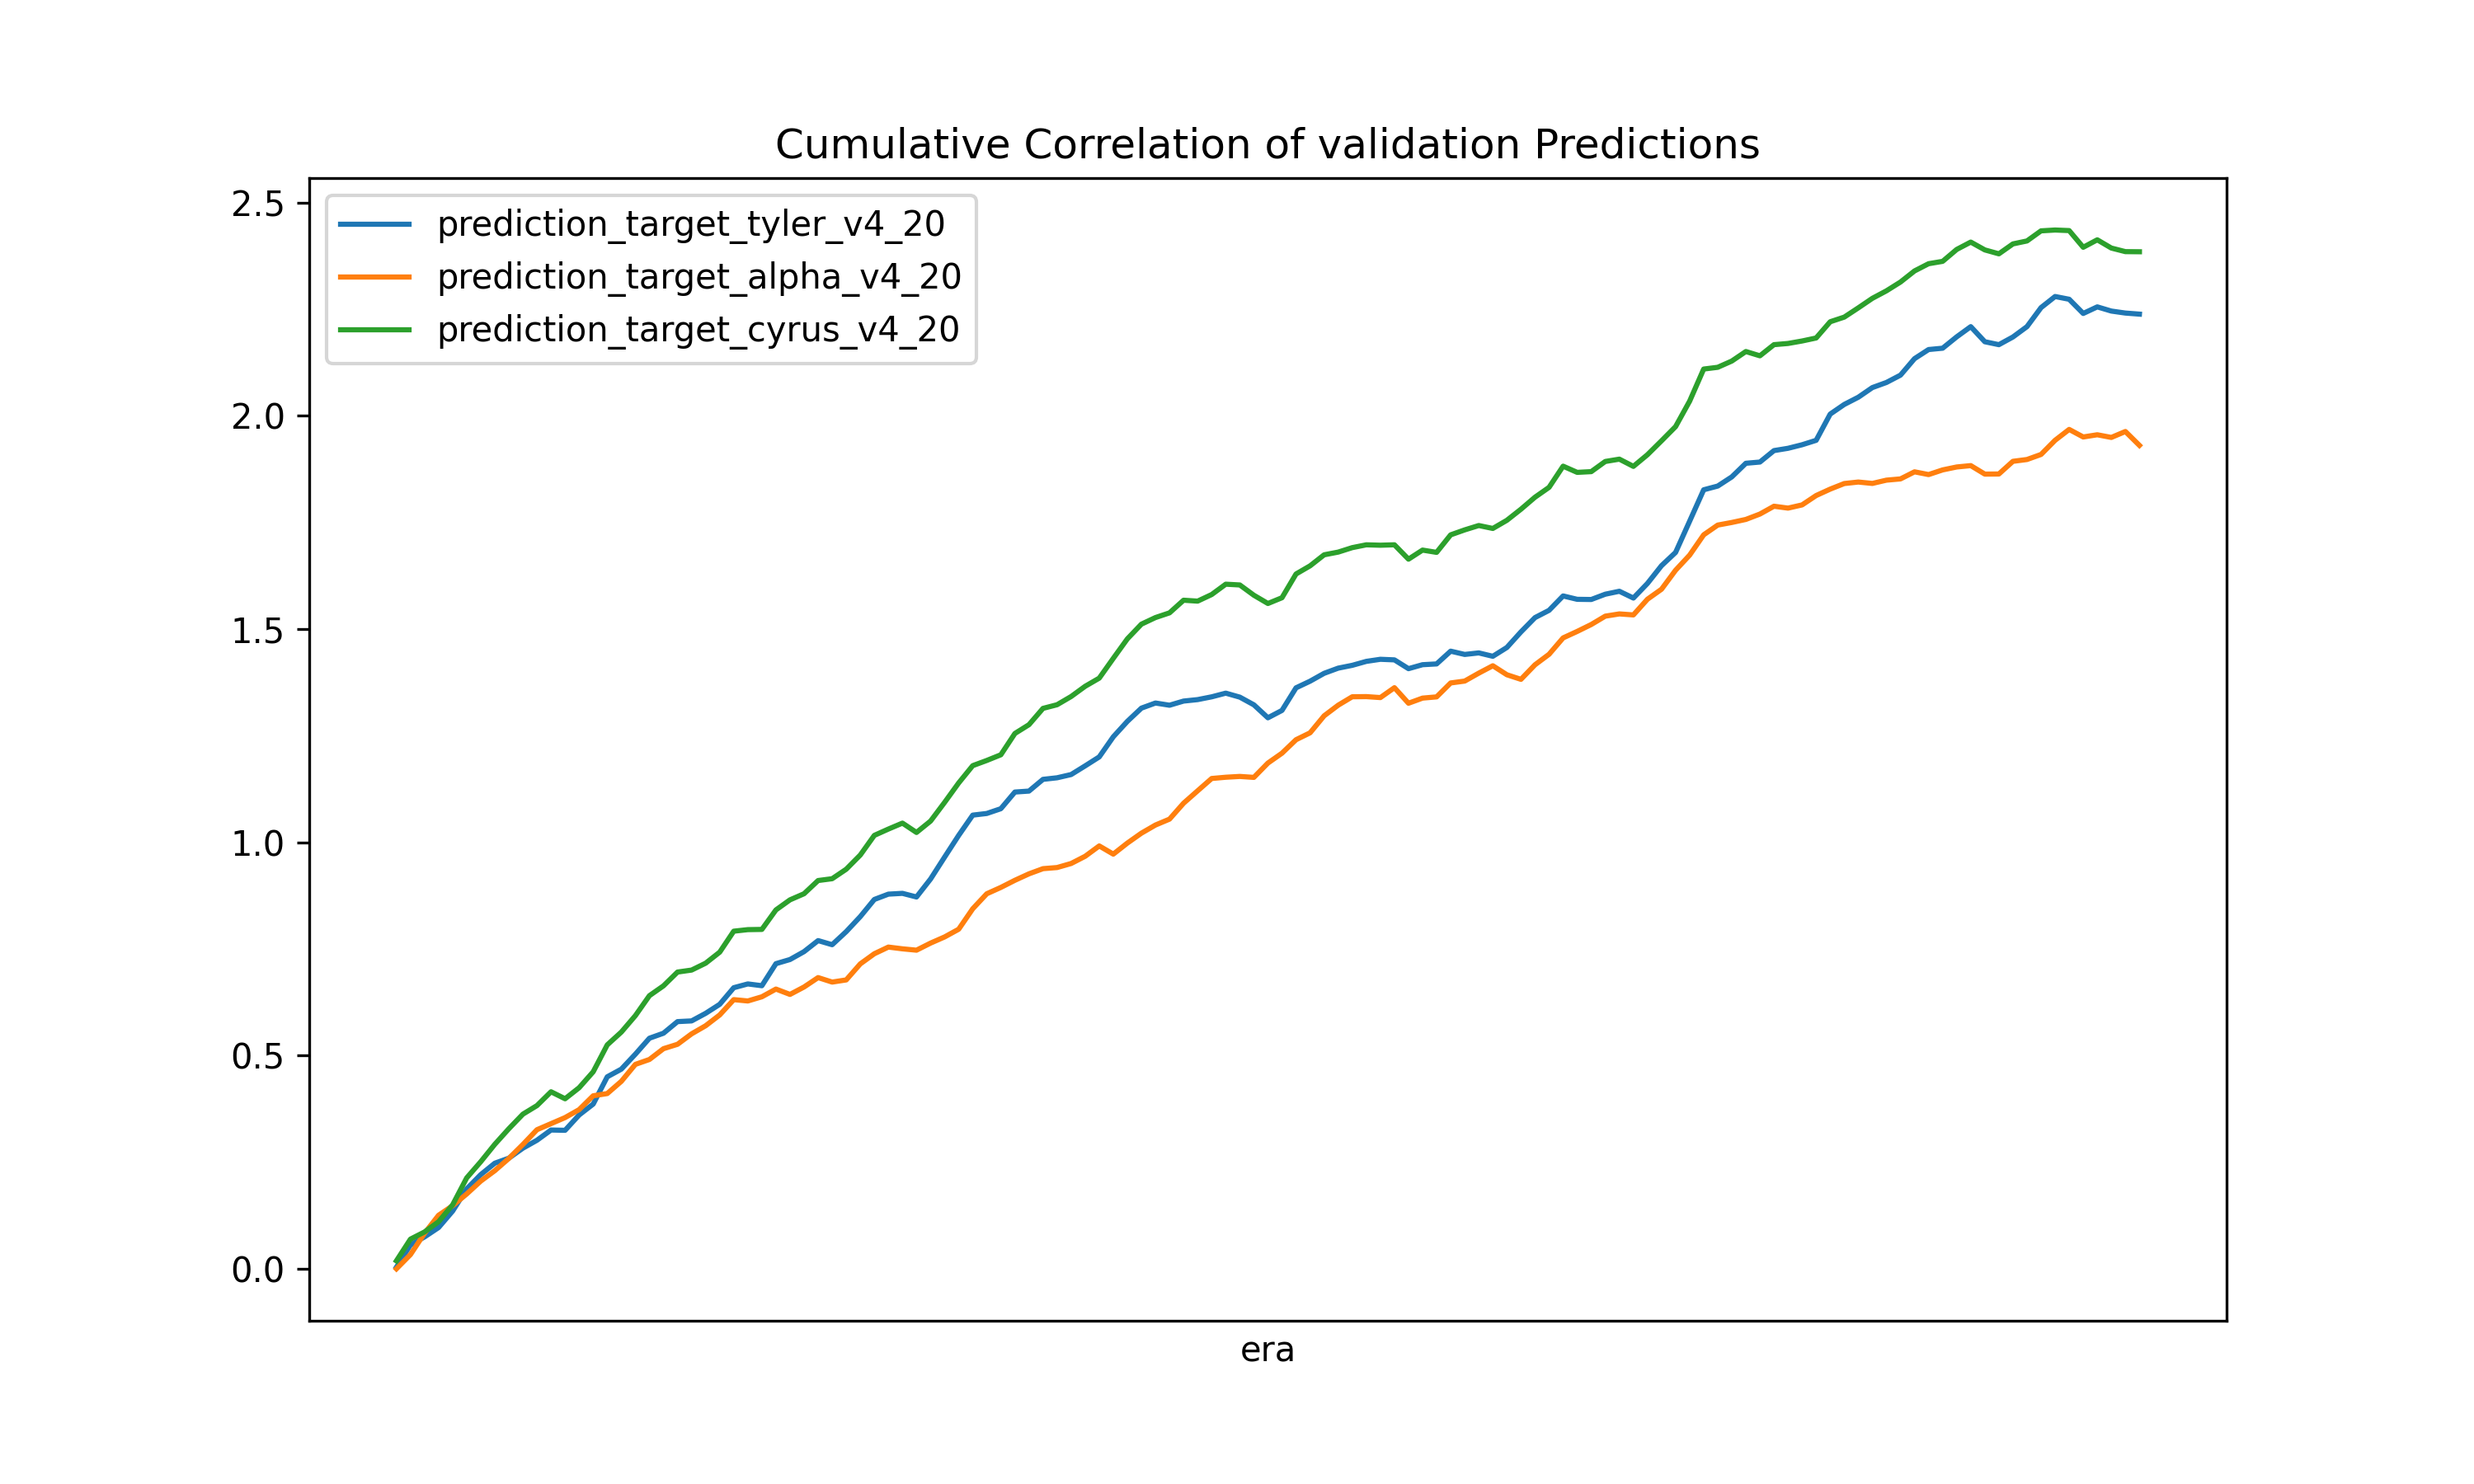 Cumulative Correlation of validation Predictions
prediction_target_tyler_v4_20
prediction_target_alpha_v4_20
prediction_target_cyrus_v4_20
2.5
2.0
1.5
1.0
0.5
0.0
era